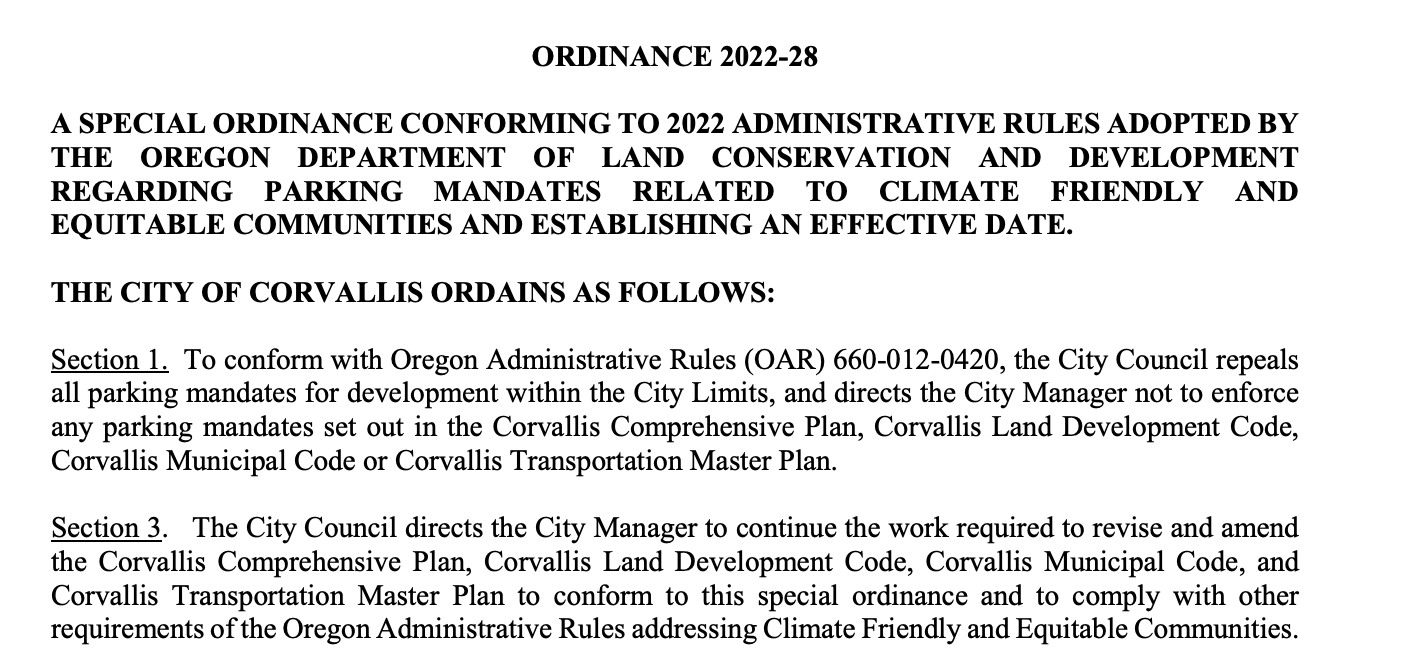 ORDINANCE 2022-28
A SPECIAL ORDINANCE CONFORMING TO 2022 ADMINISTRATIVE RULES ADOPTED BY
THE OREGON DEPARTMENT OF LAND CONSERVATION AND DEVELOPMENT
REGARDING PARKING MANDATES RELATED TO CLIMATE FRIENDLY AND
EQUITABLE COMMUNITIES AND ESTABLISHING AN EFFECTIVE DATE.
THE CITY OF CORVALLIS ORDAINS AS FOLLOWS:
Section 1. To conform with Oregon Administrative Rules (OAR) 660-012-0420, the City Council repeals
all parking mandates for development within the City Limits, and directs the City Manager not to enforce
any parking mandates set out in the Corvallis Comprehensive Plan, Corvallis Land Development Code,
Corvallis Municipal Code or Corvallis Transportation Master Plan.
Section 3. The City Council directs the City Manager to continue the work required to revise and amend
the Corvallis Comprehensive Plan, Corvallis Land Development Code, Corvallis Municipal Code, and
Corvallis Transportation Master Plan to conform to this special ordinance and to comply with other
requirements of the Oregon Administrative Rules addressing Climate Friendly and Equitable Communities.